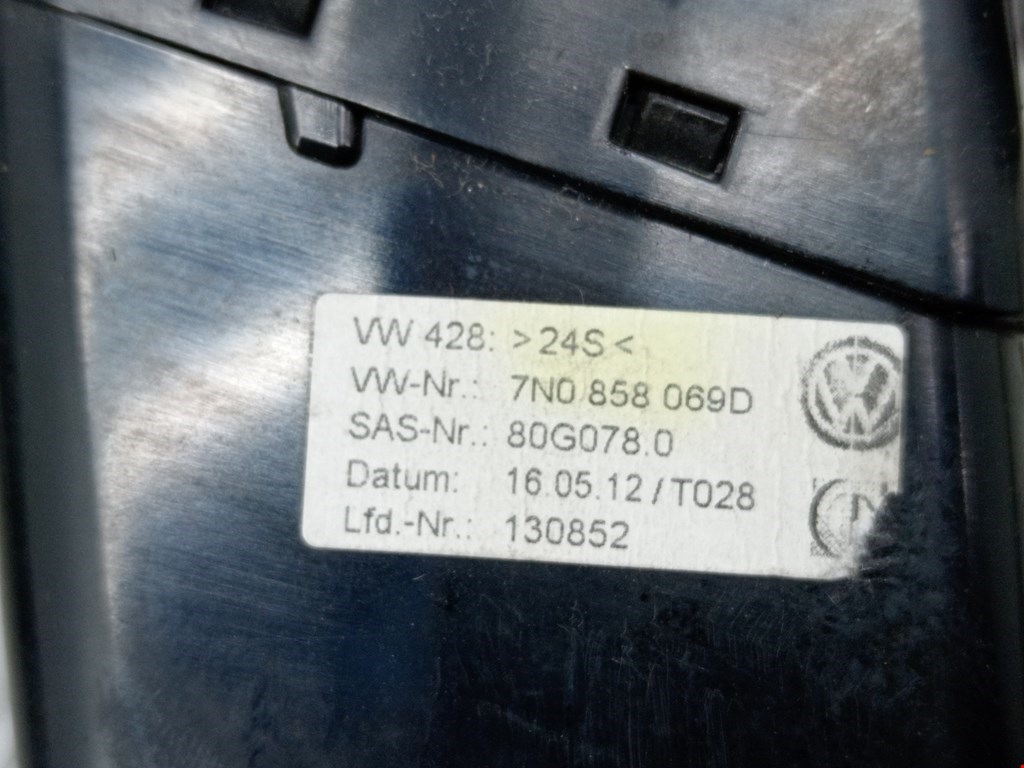 VW 428: >24S<
VW-Nr.: 7N0 858 069D
SAS-Nr.: 80G078.0
Datum: 16.05.12 / T028
Lfd.-Nr.: 130852